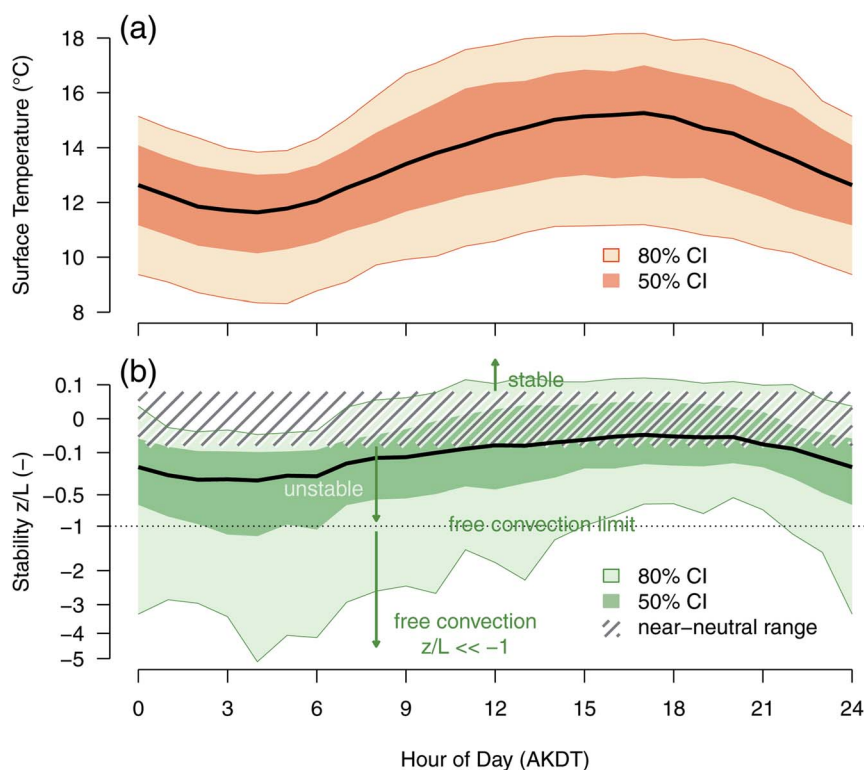 (a)
Surface Temperature (°C)
18
16
14
12
10
8
80% CI
50% CI
(b)
Stability z/L (−)
0.1
0
−0.1
−0.5
−1
−2
−3
−4
−5
stable
unstable
free convection limit
free convection
z/L << −1
80% CI
50% CI
near−neutral range
0 3 6 9 12 15 18 21 24
Hour of Day (AKDT)